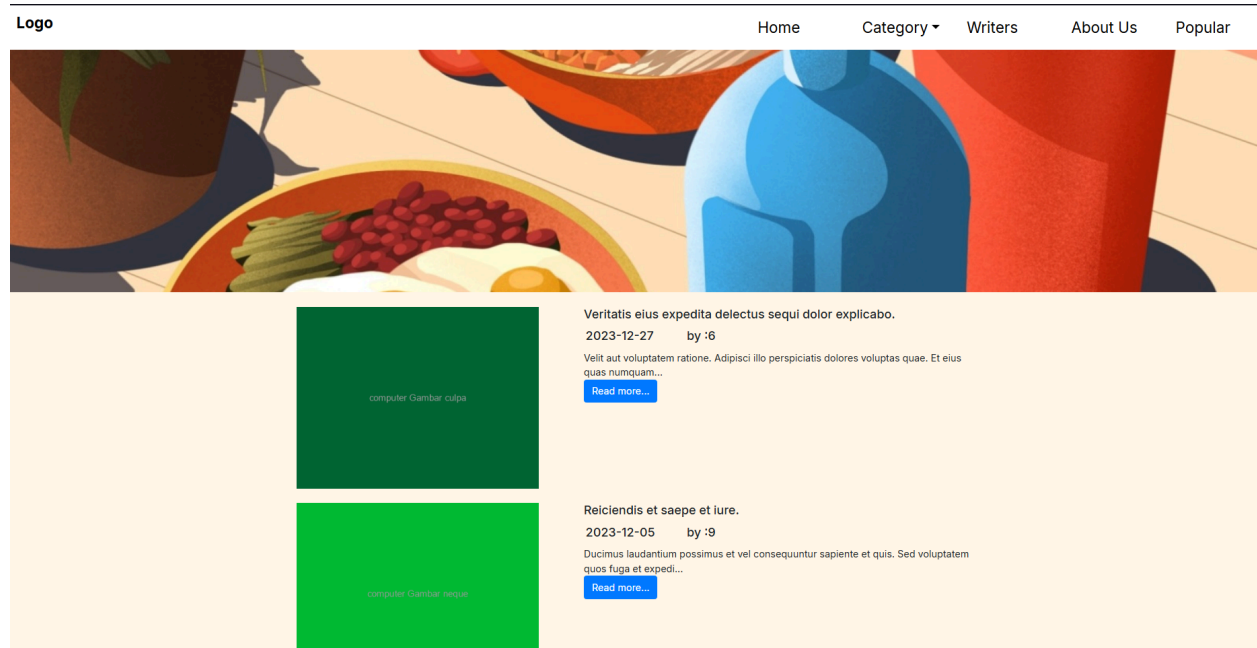 Logo
Home Category Writers About Us Popular
Veritatis eius expedita delectus sequi dolor explicabo.
2023-12-27 by :6
Velit aut voluptatem ratione. Adipisci illo perspiciatis dolores voluptas quae. Et eius
quas numquam...
Read more...
computer Gambar culpa
Reiciendis et saepe et iure.
2023-12-05 by :9
Ducimus laudantium possimus et vel consequuntur sapiente et quis. Sed voluptatem
quos fuga et expedi...
Read more...
computer Gambar neque